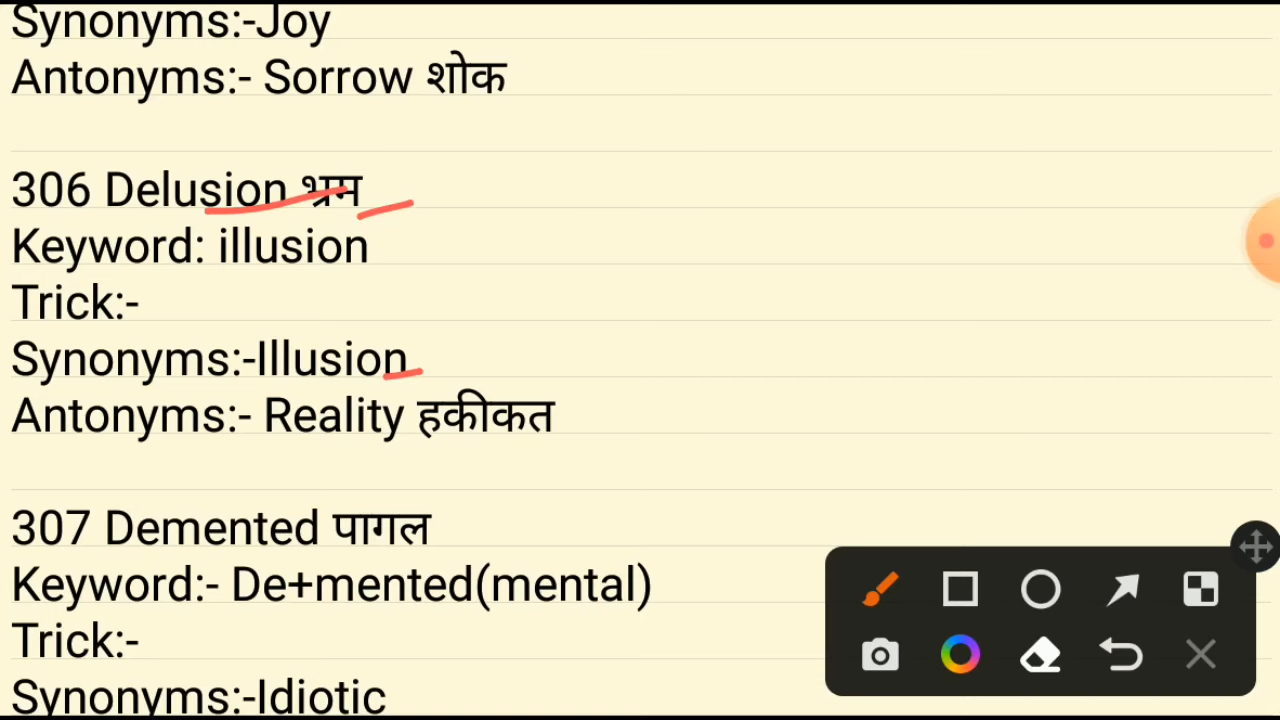 Synonyms:-Joy
Antonyms:- Sorrow शोक
306 Delusion भ्रम
Keyword: illusion
Trick:-
Synonyms:-Illusion
Antonyms:- Reality हकीकत
307 Demented पागल
Keyword:- De+mented(mental)
Trick:-
Synonyms:-Idiotic